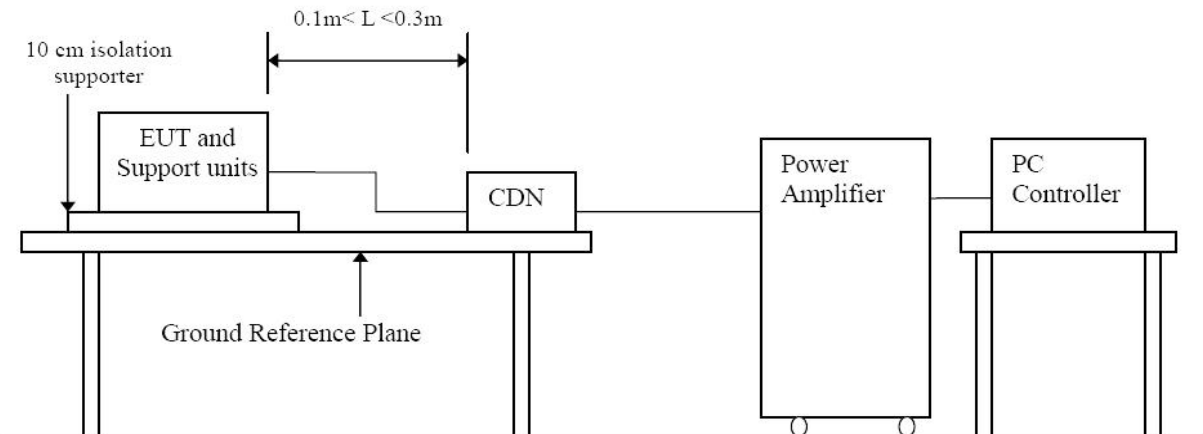 0.1m< L <0.3m
10 cm isolation
supporter
EUT and
Support units
CDN
Power
Amplifier
PC
Controller
Ground Reference Plane